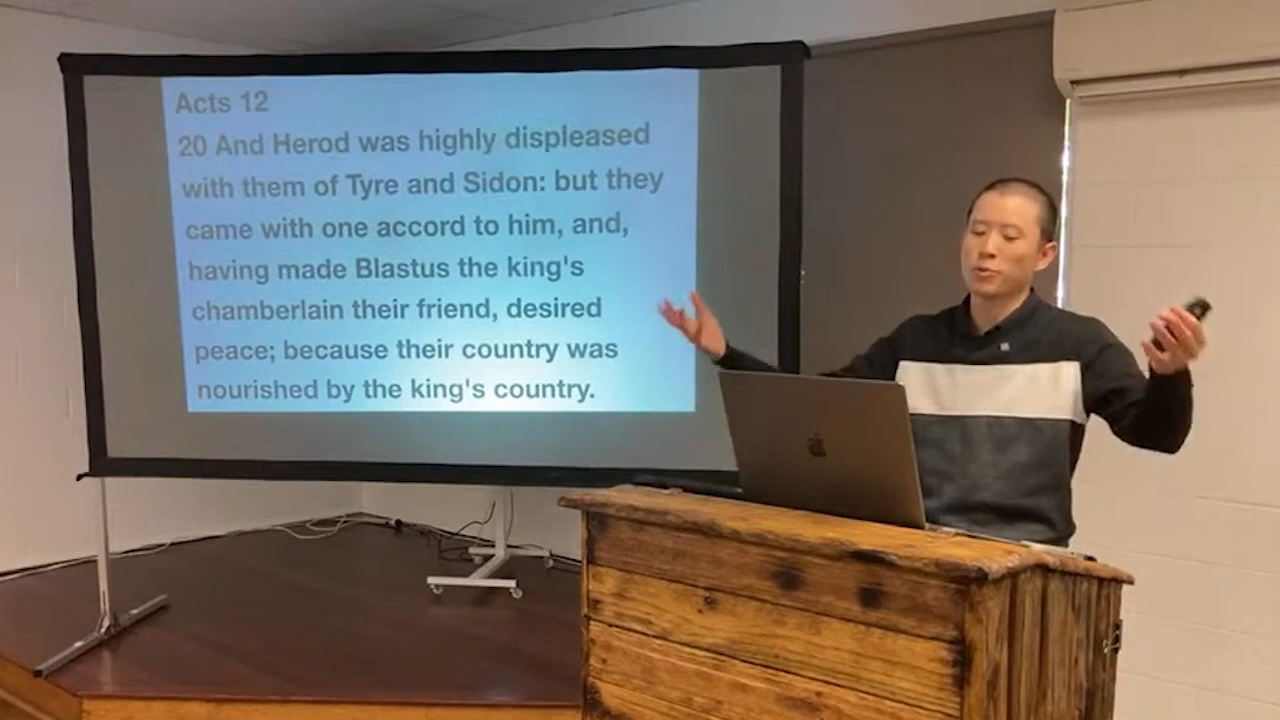 Acts 12
20 And Herod was highly displeased
with them of Tyre and Sidon: but they
came with one accord to him, and,
having made Blastus the king's
chamberlain their friend, desired
peace; because their country was
nourished by the king's country.